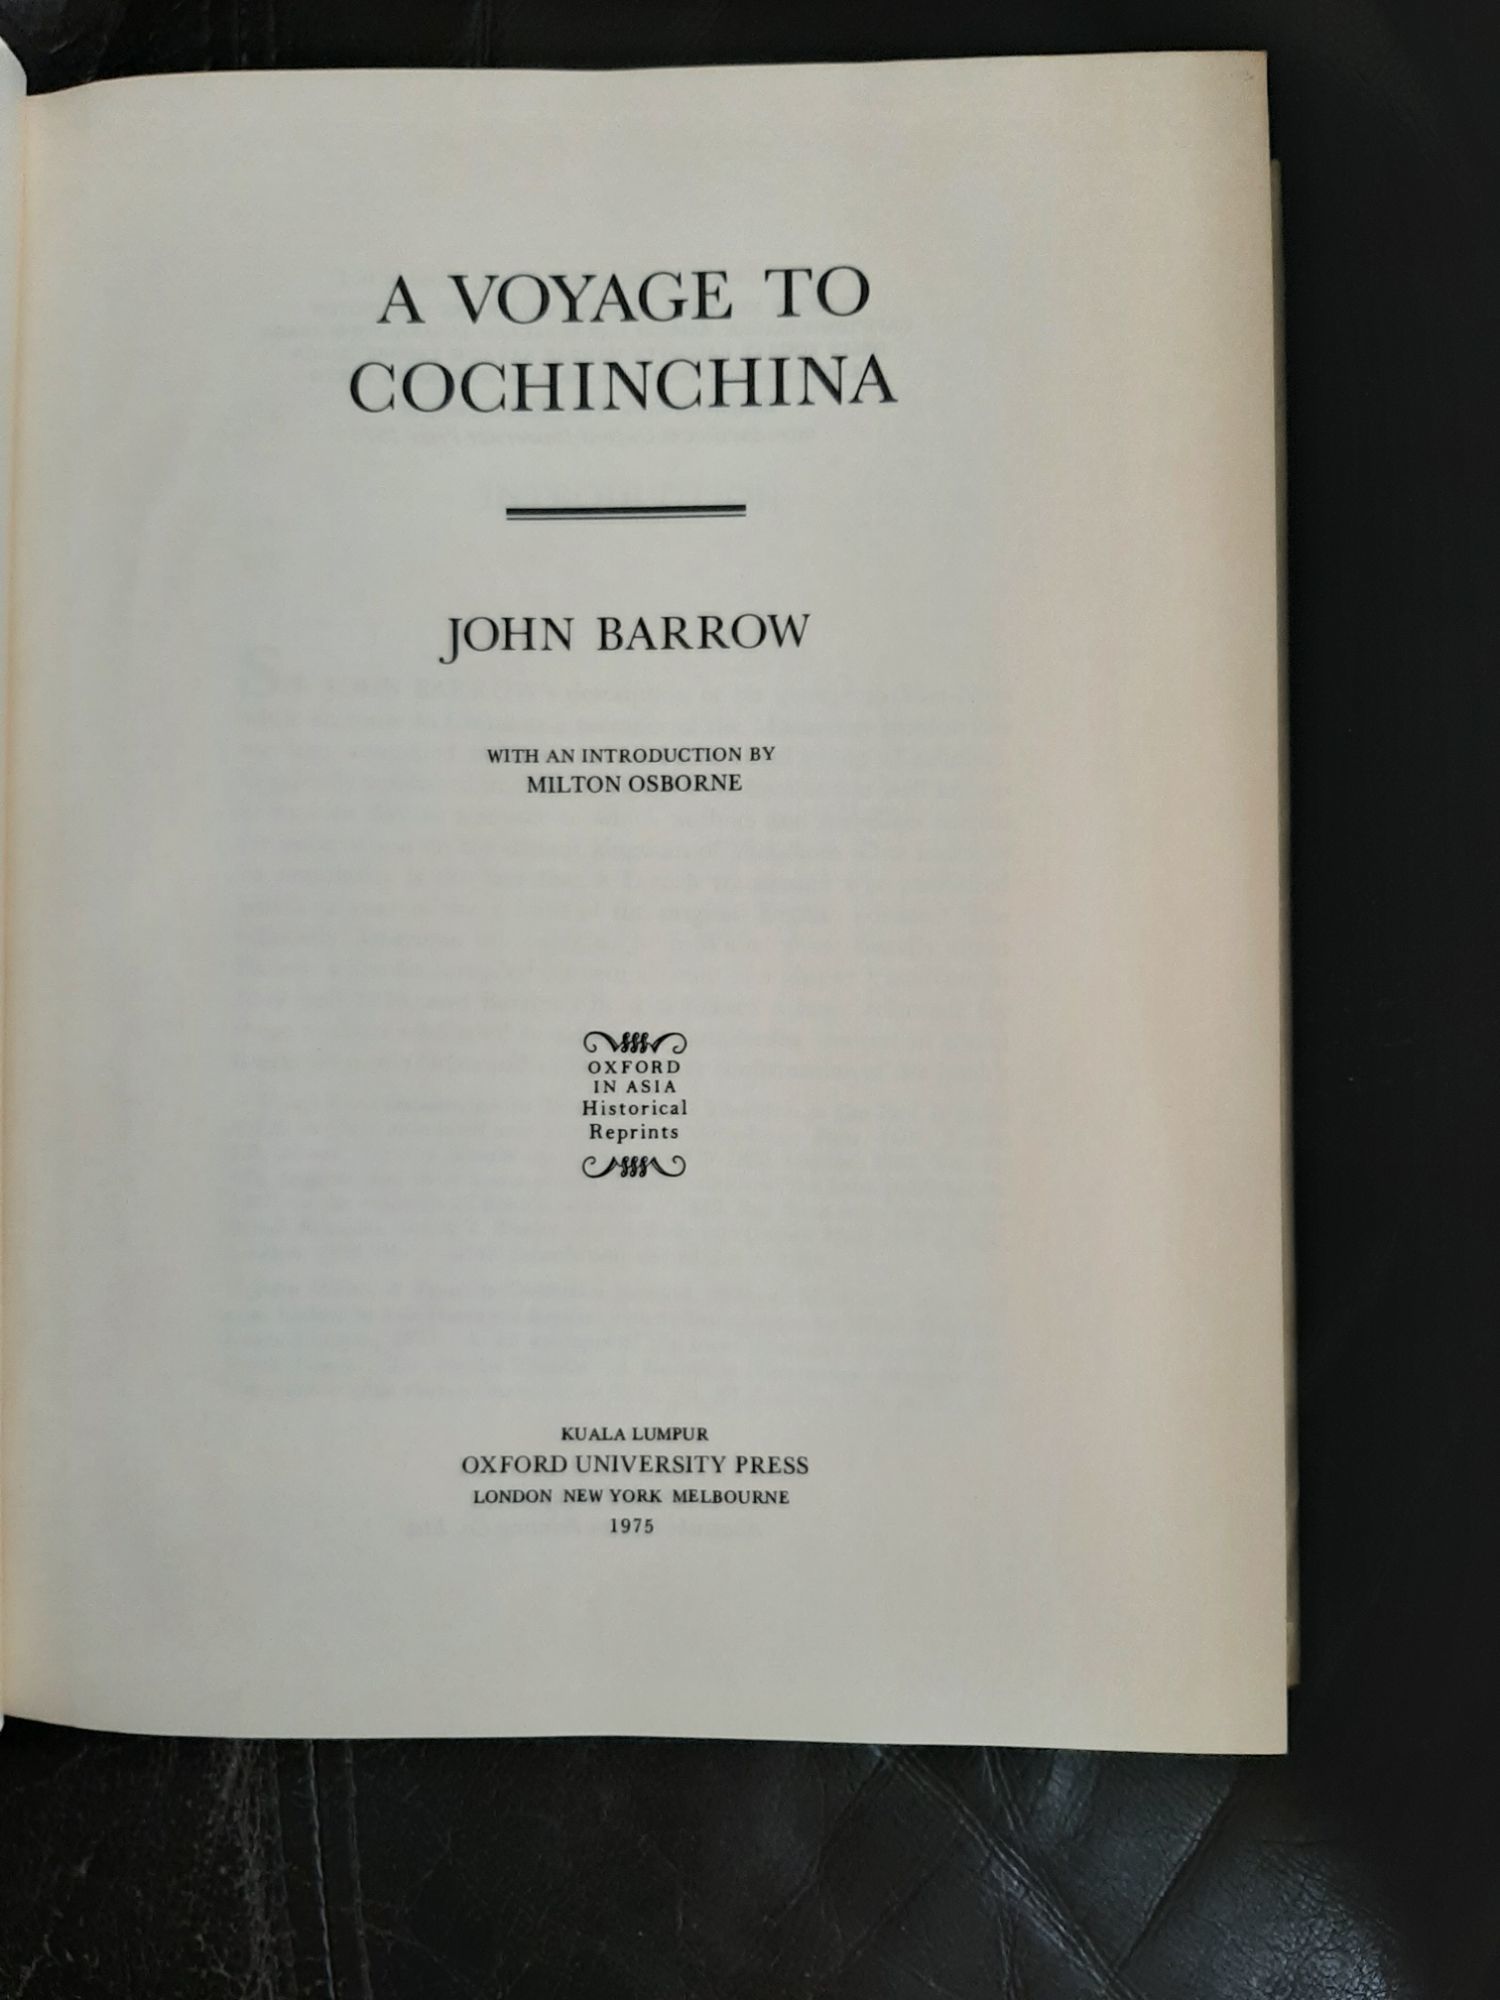 A VOYAGE TO
COCHINCHINA
JOHN BARROW
WITH AN INTRODUCTION BY
MILTON OSBORNE
OXFORD
IN ASIA
Historical
Reprints
KUALA LUMPUR
OXFORD UNIVERSITY PRESS
LONDON NEW YORK MELBOURNE
1975